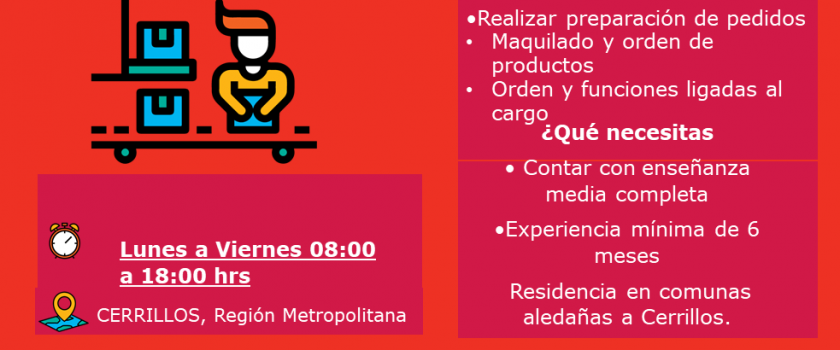 •Realizar preparación de pedidos
• Maquilado y orden de
productos
• Orden y funciones ligadas al
cargo
¿Qué necesitas
• Contar con enseñanza
media completa
•Experiencia mínima de 6
meses
Residencia en comunas
aledañas a Cerrillos.
Lunes a Viernes 08:00
a 18:00 hrs
CERRILLOS, Región Metropolitana